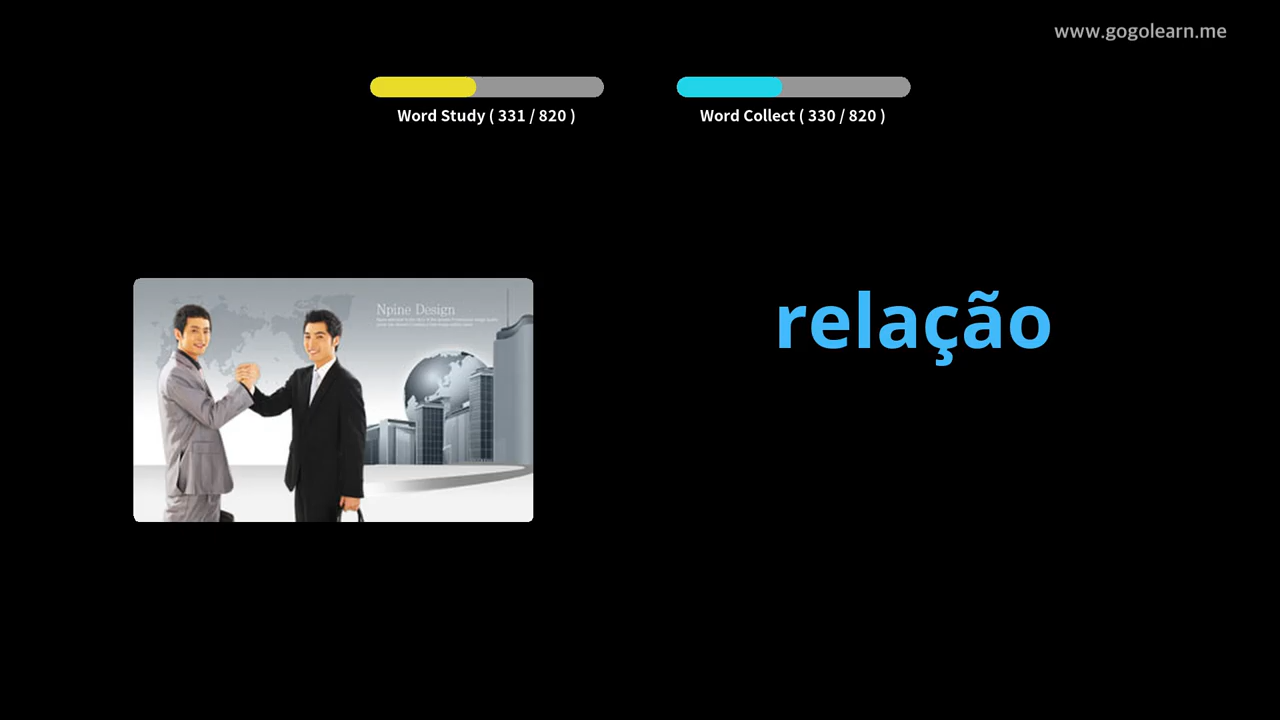 www.gogolearn.me
Word Study ( 331 / 820 )
Word Collect ( 330 / 820 )
Npine Design
relação